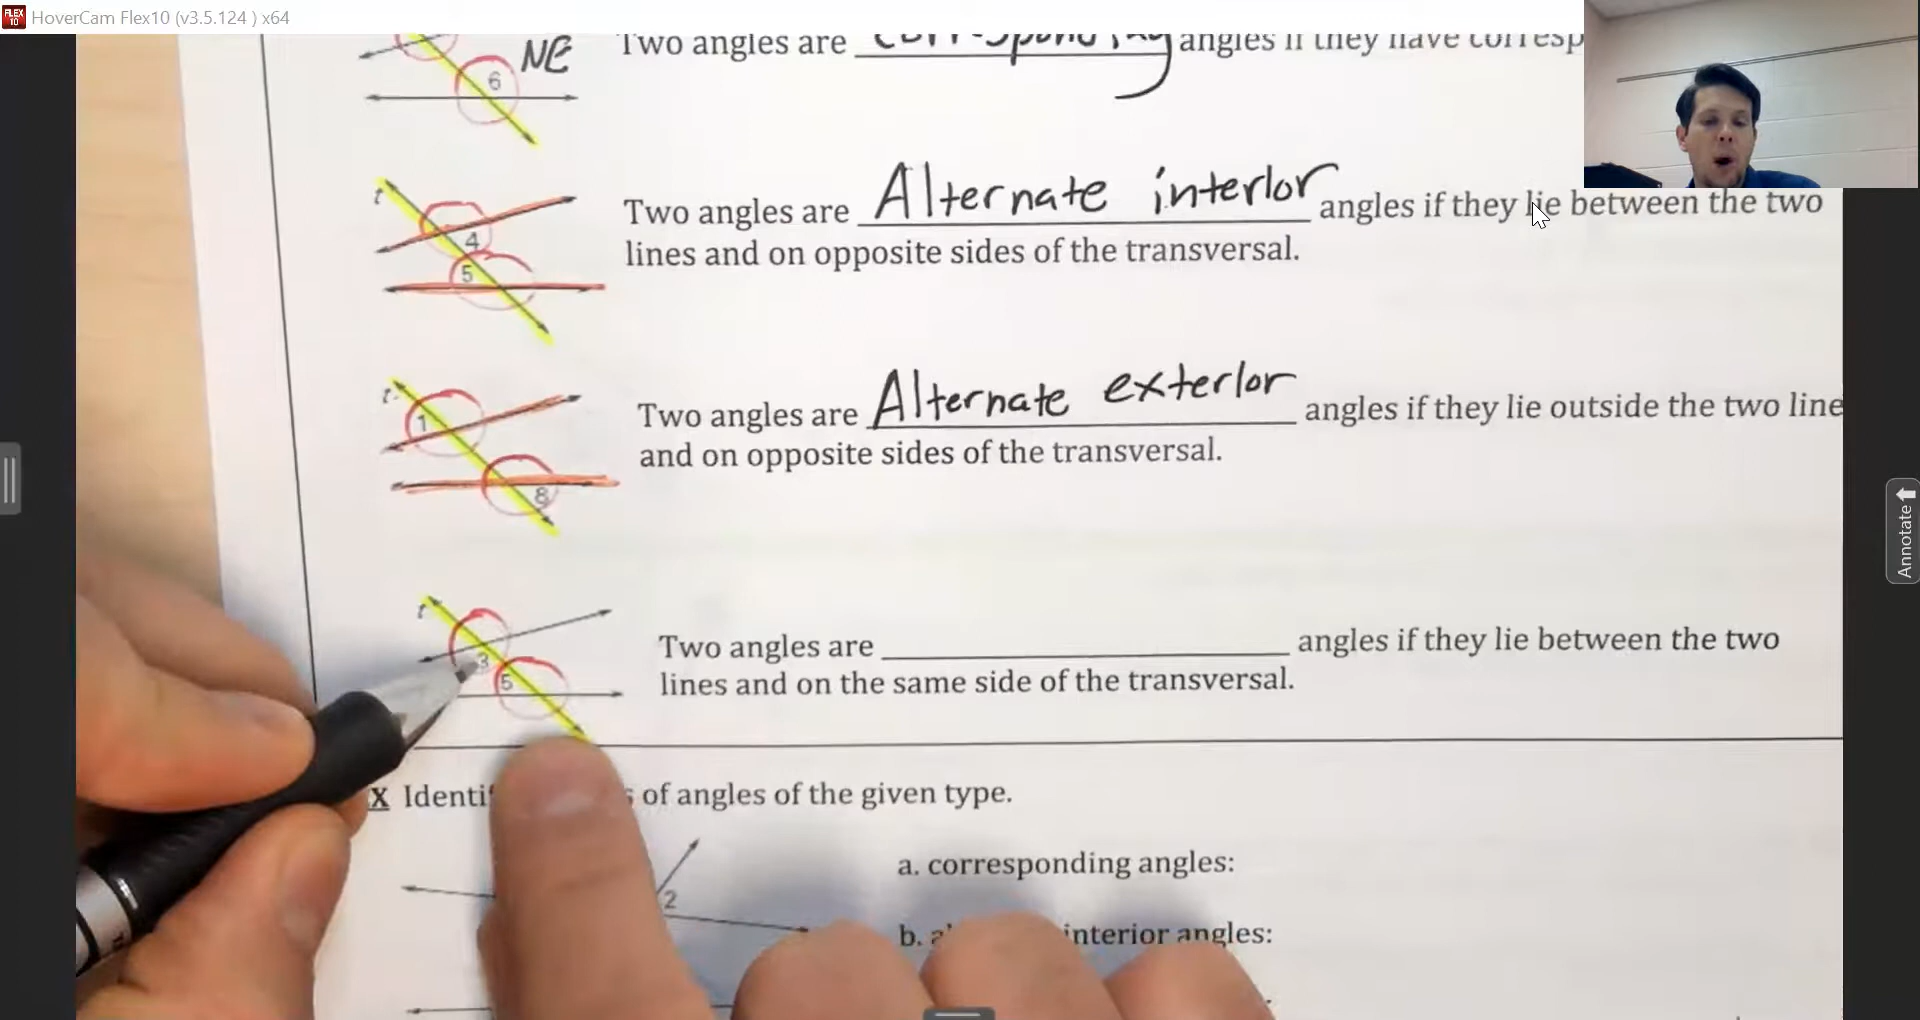 FLEX 10
HoverCam Flex10 (v3.5.124 ) x64
NE
6
Two angles are corresponding angles if they have corresp
t
4
5
Two angles are Alternate interior angles if they lie between the two
lines and on opposite sides of the transversal.
t
1
8
Two angles are Alternate exterior angles if they lie outside the two line
and on opposite sides of the transversal.
t
3
5
Two angles are ____ angles if they lie between the two
lines and on the same side of the transversal.
x Identi of angles of the given type.
2
a. corresponding angles:
b. interior angles:
Annotate